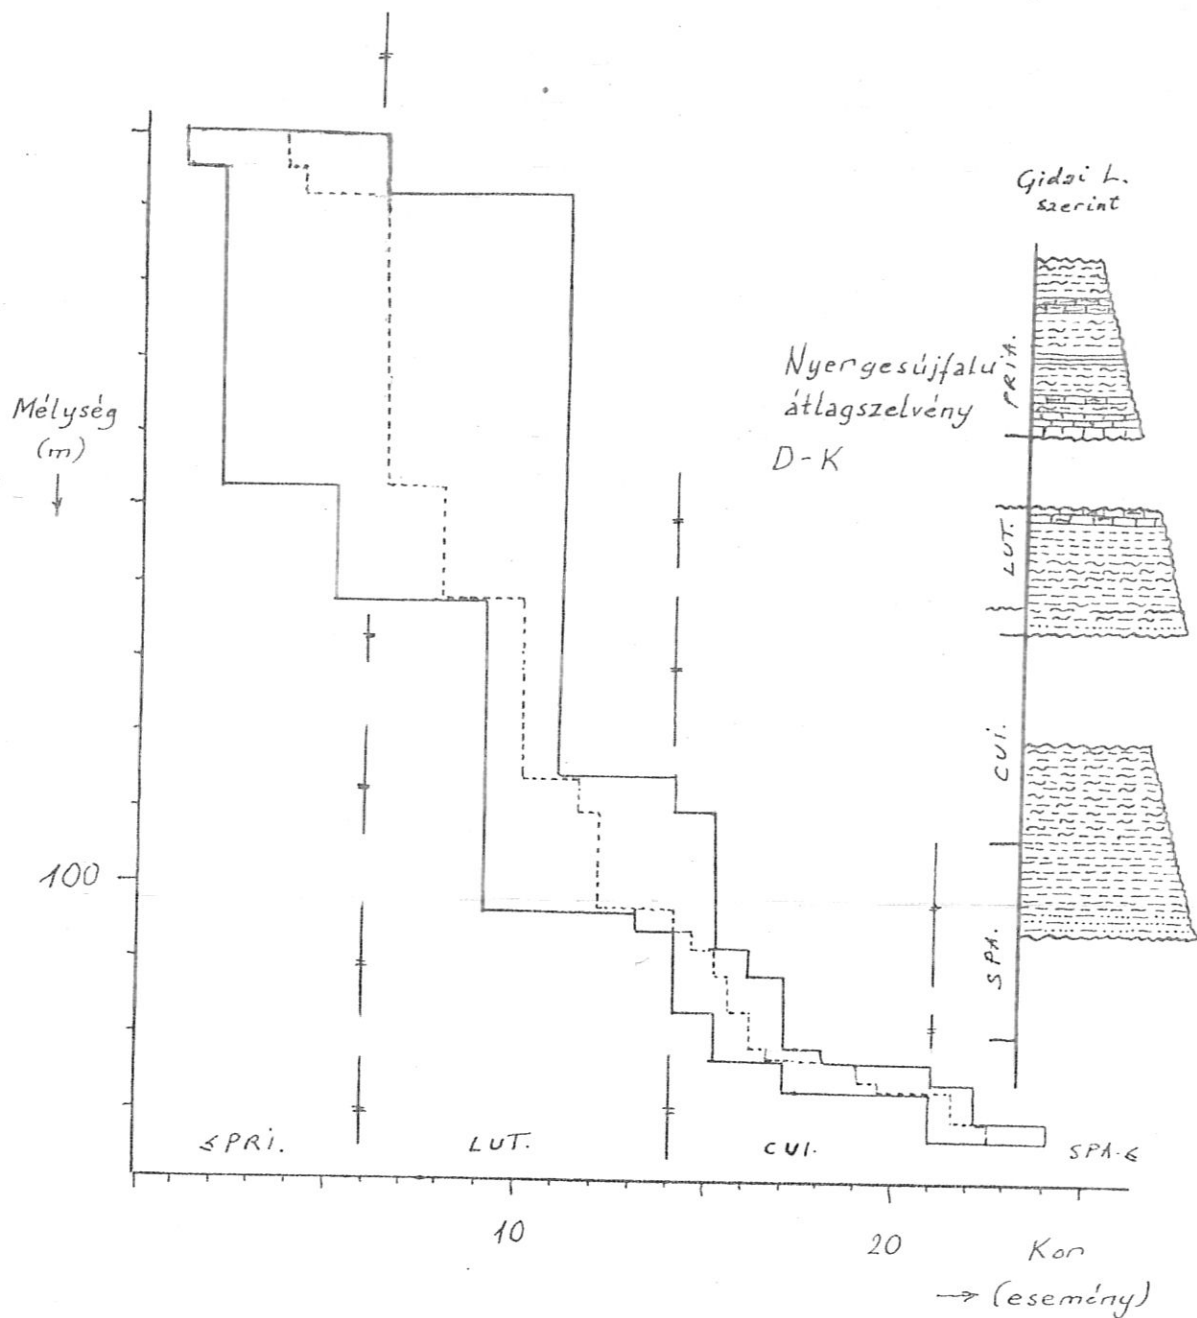 Gidai L.
szerint
Nyergesújfalu
átlagszelvény
D-K
Mélység
(m)
PRIA.
LUT.
CUI.
SPA.
100
≤PRI.
LUT.
CUI.
SPA-≤
10
20
Kor
→ (esemény)